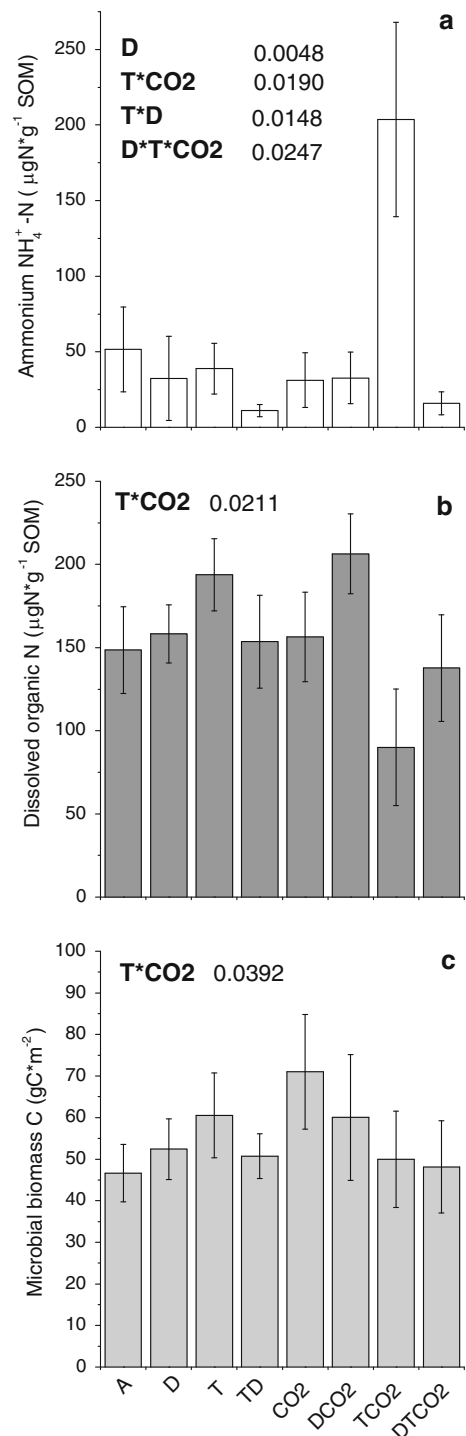 a
D 0.0048
T*CO2 0.0190
T*D 0.0148
D*T*CO2 0.0247
Ammonium NH₄⁺ -N ( µgN*g⁻¹ SOM)
250
200
150
100
50
0
b
T*CO2 0.0211
Dissolved organic N (µgN*g⁻¹ SOM)
250
200
150
100
50
0
c
T*CO2 0.0392
Microbial biomass C (gC*m⁻²)
100
90
80
70
60
50
40
30
20
10
0
A D T TD CO2 DCO2 TCO2 DTCO2